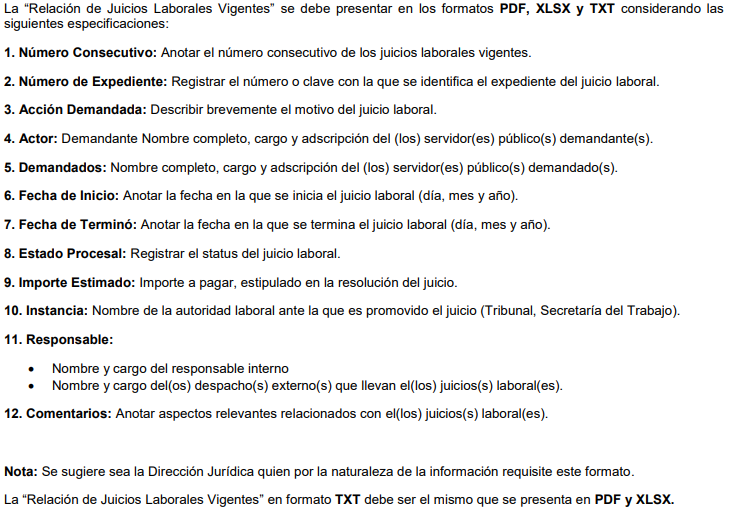 La “Relación de Juicios Laborales Vigentes” se debe presentar en los formatos PDF, XLSX y TXT considerando las
siguientes especificaciones:
1. Número Consecutivo: Anotar el número consecutivo de los juicios laborales vigentes.
2. Número de Expediente: Registrar el número o clave con la que se identifica el expediente del juicio laboral.
3. Acción Demandada: Describir brevemente el motivo del juicio laboral.
4. Actor: Demandante Nombre completo, cargo y adscripción del (los) servidor(es) público(s) demandante(s).
5. Demandados: Nombre completo, cargo y adscripción del (los) servidor(es) público(s) demandado(s).
6. Fecha de Inicio: Anotar la fecha en la que se inicia el juicio laboral (día, mes y año).
7. Fecha de Terminó: Anotar la fecha en la que se termina el juicio laboral (día, mes y año).
8. Estado Procesal: Registrar el status del juicio laboral.
9. Importe Estimado: Importe a pagar, estipulado en la resolución del juicio.
10. Instancia: Nombre de la autoridad laboral ante la que es promovido el juicio (Tribunal, Secretaría del Trabajo).
11. Responsable:
• Nombre y cargo del responsable interno
• Nombre y cargo del(os) despacho(s) externo(s) que llevan el(los) juicios(s) laboral(es).
12. Comentarios: Anotar aspectos relevantes relacionados con el(los) juicios(s) laboral(es).
Nota: Se sugiere sea la Dirección Jurídica quien por la naturaleza de la información requisite este formato.
La “Relación de Juicios Laborales Vigentes” en formato TXT debe ser el mismo que se presenta en PDF y XLSX.